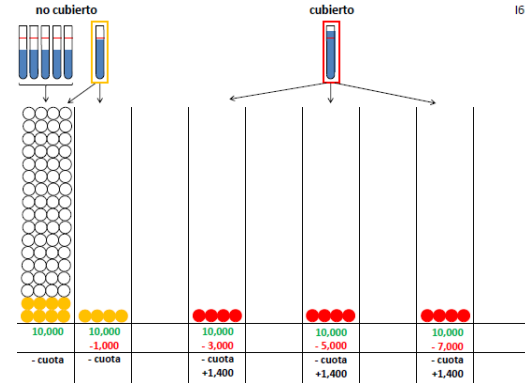 no cubierto
cubierto
I6
10,000 10,000 10,000 10,000 10,000
-1,000 - 3,000 - 5,000 - 7,000
- cuota - cuota - cuota - cuota - cuota
+1,400 +1,400 +1,400